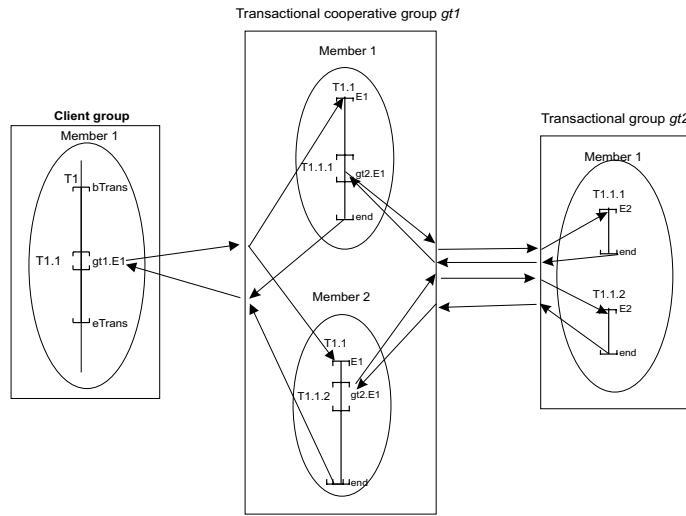 Transactional cooperative group gt1
Member 1
T1.1
E1
T1.1.1
gt2.E1
end
Member 2
T1.1
E1
T1.1.2
gt2.E1
end
Client group
Member 1
T1
bTrans
T1.1
gt1.E1
eTrans
Transactional group gt2
Member 1
T1.1.1
E2
end
T1.1.2
E2
end